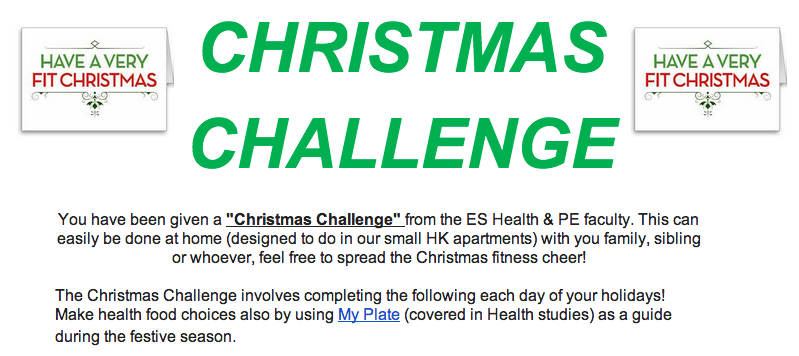 HAVE A VERY
FIT CHRISTMAS
CHRISTMAS
CHALLENGE
HAVE A VERY
FIT CHRISTMAS
You have been given a "Christmas Challenge" from the ES Health & PE faculty. This can
easily be done at home (designed to do in our small HK apartments) with you family, sibling
or whoever, feel free to spread the Christmas fitness cheer!
The Christmas Challenge involves completing the following each day of your holidays!
Make health food choices also by using My Plate (covered in Health studies) as a guide
during the festive season.